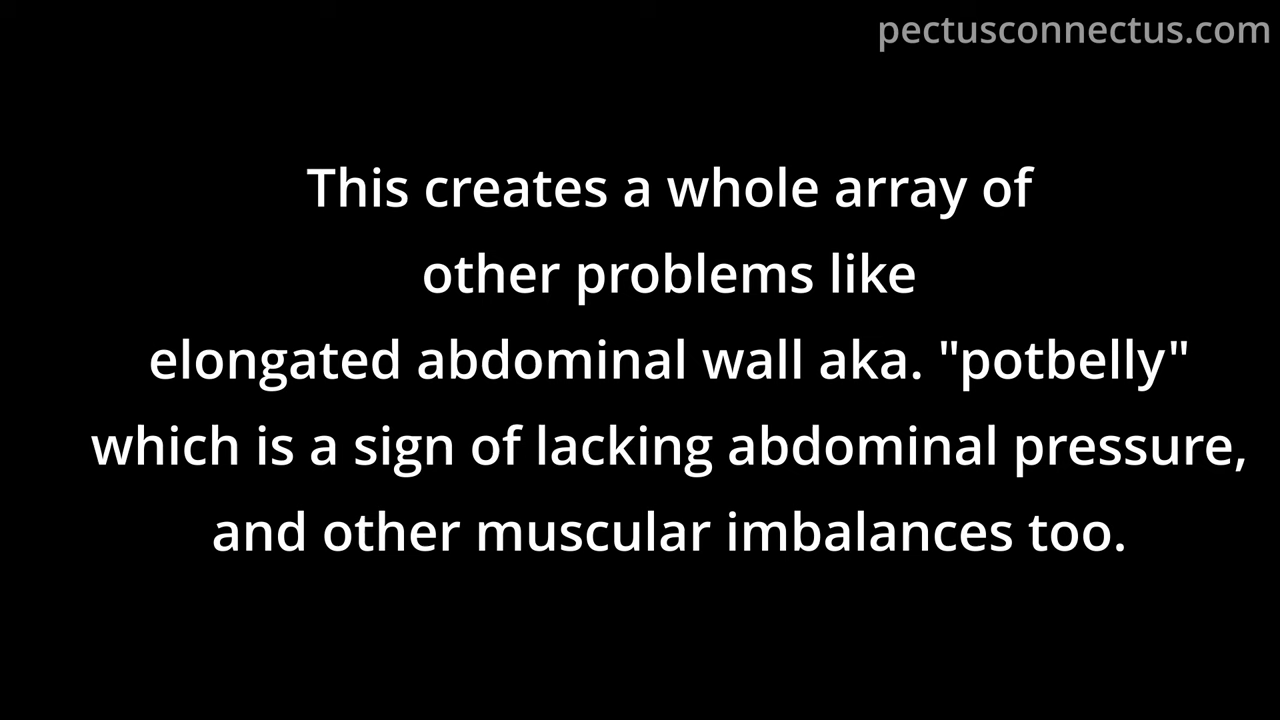 pectusconnectus.com
This creates a whole array of
other problems like
elongated abdominal wall aka. "potbelly"
which is a sign of lacking abdominal pressure,
and other muscular imbalances too.